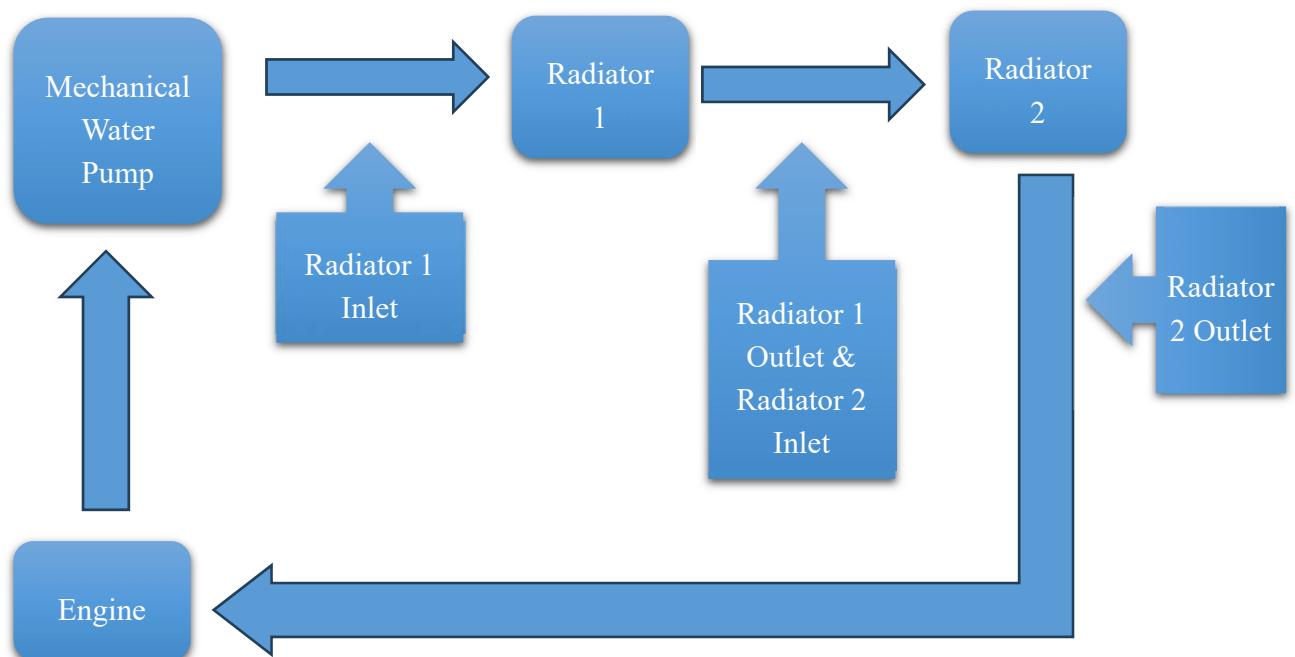 Mechanical
Water
Pump
Radiator
1
Radiator
2
Radiator 1
Inlet
Radiator 1
Outlet &
Radiator 2
Inlet
Radiator
2 Outlet
Engine